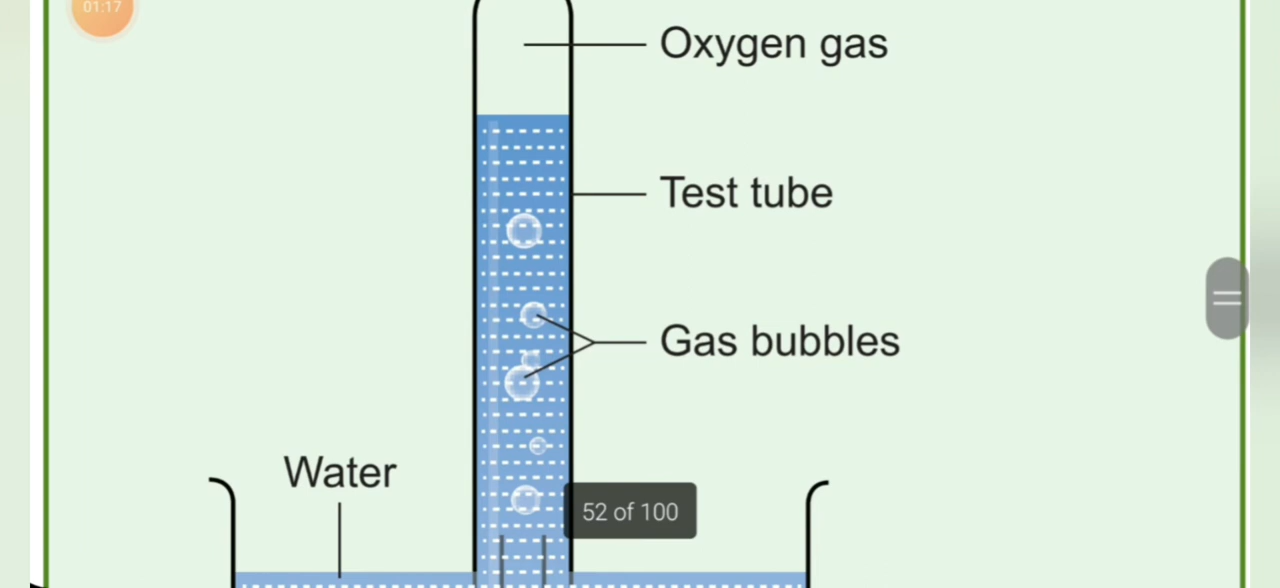 01:17
Oxygen gas
Test tube
Gas bubbles
Water
52 of 100